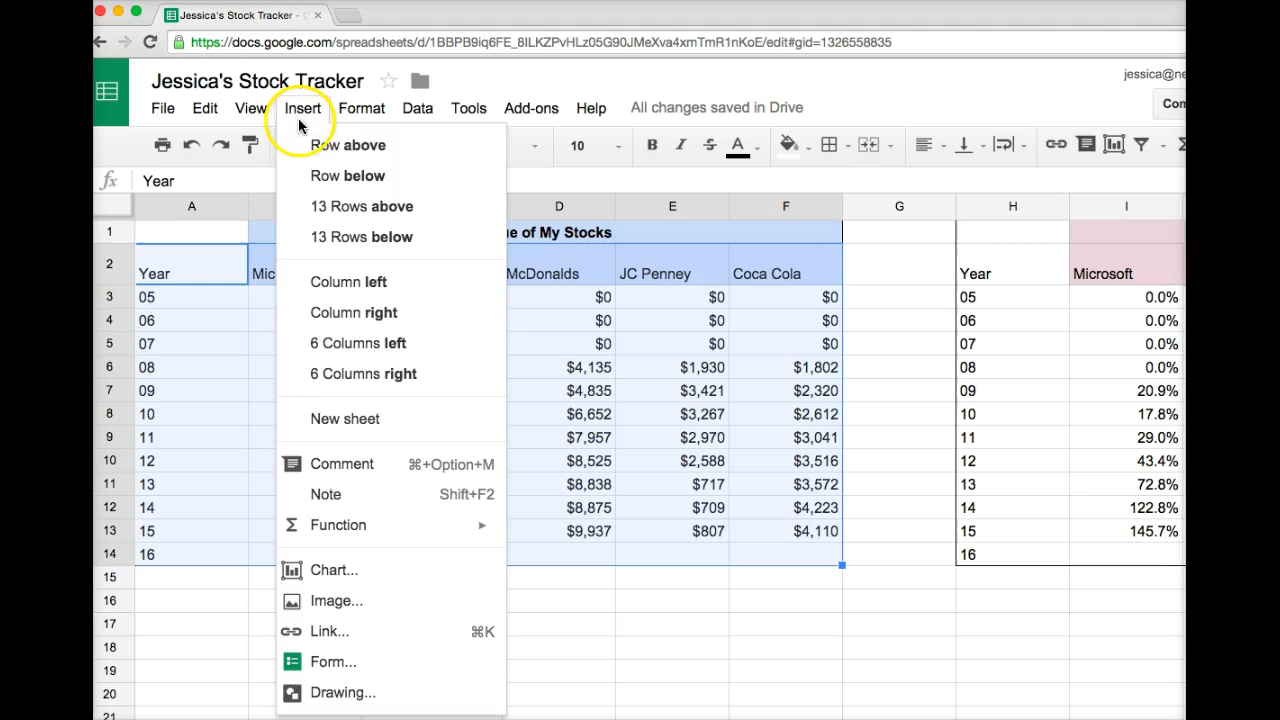 Jessica's Stock Tracker -
https://docs.google.com/spreadsheets/d/1BBPB9iq6FE_8ILKZPvHLz05G90JMeXva4xmTmR1nKoE/edit#gid=1326558835
Jessica's Stock Tracker jessica@ne
File Edit View Insert Format Data Tools Add-ons Help All changes saved in Drive Com
10 B I S A Σ
fx Year
A D E F G H I
1 e of My Stocks
2 Year Mic McDonalds JC Penney Coca Cola Year Microsoft
3 05 $0 $0 $0 05 0.0%
4 06 $0 $0 $0 06 0.0%
5 07 $0 $0 $0 07 0.0%
6 08 $4,135 $1,930 $1,802 08 0.0%
7 09 $4,835 $3,421 $2,320 09 20.9%
8 10 $6,652 $3,267 $2,612 10 17.8%
9 11 $7,957 $2,970 $3,041 11 29.0%
10 12 $8,525 $2,588 $3,516 12 43.4%
11 13 $8,838 $717 $3,572 13 72.8%
12 14 $8,875 $709 $4,223 14 122.8%
13 15 $9,937 $807 $4,110 15 145.7%
14 16 16
15
16
17
18
19
20
21
Row above
Row below
13 Rows above
13 Rows below
Column left
Column right
6 Columns left
6 Columns right
New sheet
Comment ⌘+Option+M
Note Shift+F2
Σ Function
Chart...
Image...
Link... ⌘K
Form...
Drawing...